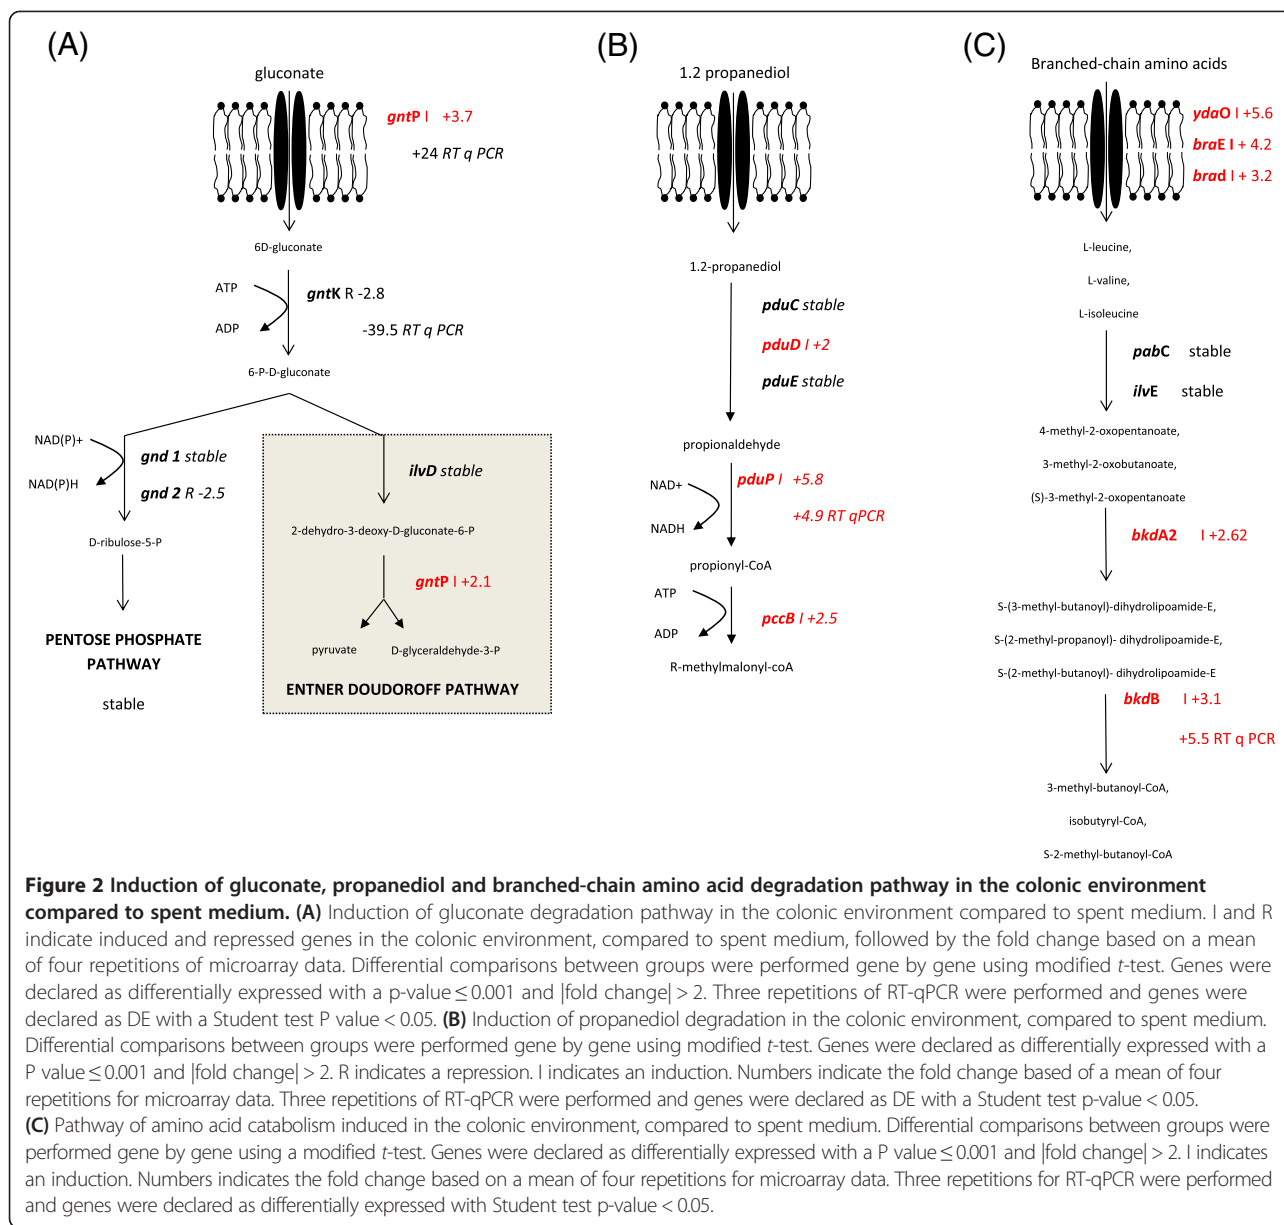 (A)
gluconate
gntP I +3.7
+24 RT q PCR
6D-gluconate
ATP
gntK R -2.8
ADP
-39.5 RT q PCR
6-P-D-gluconate
NAD(P)+
gnd 1 stable
NAD(P)H
gnd 2 R -2.5
D-ribulose-5-P
PENTOSE PHOSPHATE
PATHWAY
stable
ilvD stable
2-dehydro-3-deoxy-D-gluconate-6-P
gntP I +2.1
pyruvate
D-glyceraldehyde-3-P
ENTNER DOUDOROFF PATHWAY
(B)
1.2 propanediol
1.2-propanediol
pduC stable
pduD I +2
pduE stable
propionaldehyde
NAD+
pduP I +5.8
NADH
+4.9 RT qPCR
propionyl-CoA
ATP
pccB I +2.5
ADP
R-methylmalonyl-coA
(C)
Branched-chain amino acids
ydaO I +5.6
braE I + 4.2
brad I + 3.2
L-leucine,
L-valine,
L-isoleucine
pabC stable
ilvE stable
4-methyl-2-oxopentanoate,
3-methyl-2-oxobutanoate,
(S)-3-methyl-2-oxopentanoate
bkdA2 I +2.62
S-(3-methyl-butanoyl)-dihydrolipoamide-E,
S-(2-methyl-propanoyl)- dihydrolipoamide-E,
S-(2-methyl-butanoyl)- dihydrolipoamide-E
bkdB I +3.1
+5.5 RT q PCR
3-methyl-butanoyl-CoA,
isobutyryl-CoA,
S-2-methyl-butanoyl-CoA
Figure 2 Induction of gluconate, propanediol and branched-chain amino acid degradation pathway in the colonic environment
compared to spent medium. (A) Induction of gluconate degradation pathway in the colonic environment compared to spent medium. I and R
indicate induced and repressed genes in the colonic environment, compared to spent medium, followed by the fold change based on a mean
of four repetitions of microarray data. Differential comparisons between groups were performed gene by gene using modified t-test. Genes were
declared as differentially expressed with a p-value ≤ 0.001 and |fold change| > 2. Three repetitions of RT-qPCR were performed and genes were
declared as DE with a Student test P value < 0.05. (B) Induction of propanediol degradation in the colonic environment, compared to spent medium.
Differential comparisons between groups were performed gene by gene using modified t-test. Genes were declared as differentially expressed with a
P value ≤ 0.001 and |fold change| > 2. R indicates a repression. I indicates an induction. Numbers indicate the fold change based of a mean of four
repetitions for microarray data. Three repetitions of RT-qPCR were performed and genes were declared as DE with a Student test p-value < 0.05.
(C) Pathway of amino acid catabolism induced in the colonic environment, compared to spent medium. Differential comparisons between groups were
performed gene by gene using a modified t-test. Genes were declared as differentially expressed with a P value ≤ 0.001 and |fold change| > 2. I indicates
an induction. Numbers indicates the fold change based on a mean of four repetitions for microarray data. Three repetitions for RT-qPCR were performed
and genes were declared as differentially expressed with Student test p-value < 0.05.